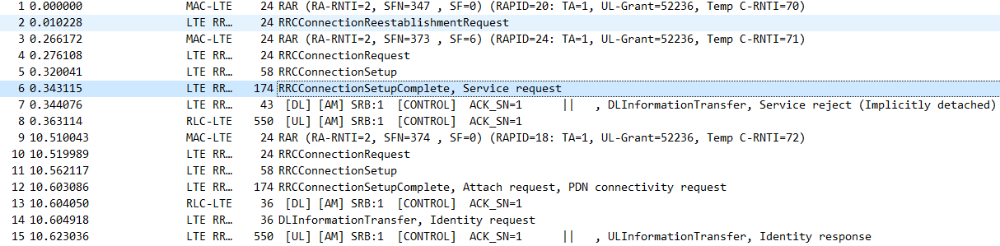 1 0.000000 MAC-LTE 24 RAR (RA-RNTI=2, SFN=347 , SF=0) (RAPID=20: TA=1, UL-Grant=52236, Temp C-RNTI=70)
2 0.010228 LTE RR… 24 RRCConnectionReestablishmentRequest
3 0.266172 MAC-LTE 24 RAR (RA-RNTI=2, SFN=373 , SF=6) (RAPID=24: TA=1, UL-Grant=52236, Temp C-RNTI=71)
4 0.276108 LTE RR… 24 RRCConnectionRequest
5 0.320041 LTE RR… 58 RRCConnectionSetup
6 0.343115 LTE RR… 174 RRCConnectionSetupComplete, Service request
7 0.344076 LTE RR… 43 [DL] [AM] SRB:1 [CONTROL] ACK_SN=1 || , DLInformationTransfer, Service reject (Implicitly detached)
8 0.363114 RLC-LTE 550 [UL] [AM] SRB:1 [CONTROL] ACK_SN=1
9 10.510043 MAC-LTE 24 RAR (RA-RNTI=2, SFN=374 , SF=0) (RAPID=18: TA=1, UL-Grant=52236, Temp C-RNTI=72)
10 10.519989 LTE RR… 24 RRCConnectionRequest
11 10.562117 LTE RR… 58 RRCConnectionSetup
12 10.603086 LTE RR… 174 RRCConnectionSetupComplete, Attach request, PDN connectivity request
13 10.604050 RLC-LTE 36 [DL] [AM] SRB:1 [CONTROL] ACK_SN=1
14 10.604918 LTE RR… 36 DLInformationTransfer, Identity request
15 10.623036 LTE RR… 550 [UL] [AM] SRB:1 [CONTROL] ACK_SN=1 || , ULInformationTransfer, Identity response